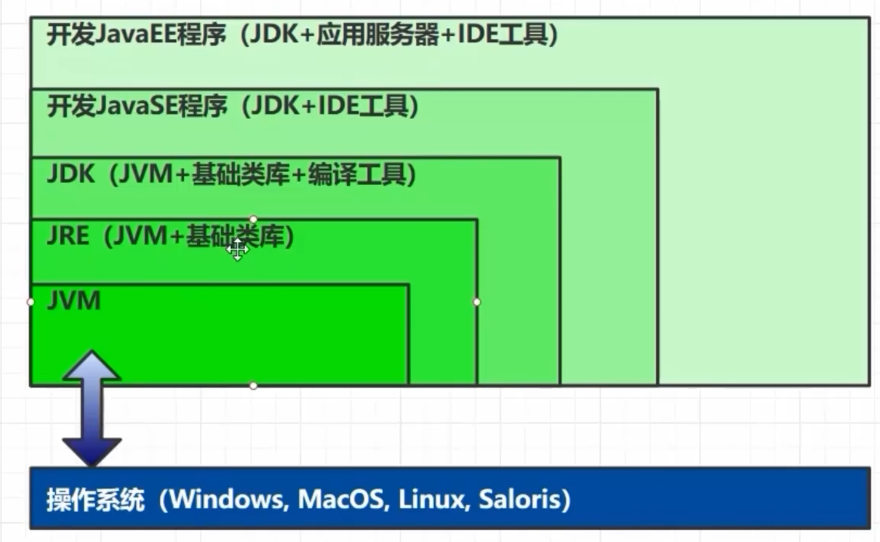 开发JavaEE程序（JDK+应用服务器+IDE工具）
开发JavaSE程序（JDK+IDE工具）
JDK（JVM+基础类库+编译工具）
JRE（JVM+基础类库）
JVM
操作系统（Windows, MacOS, Linux, Saloris）